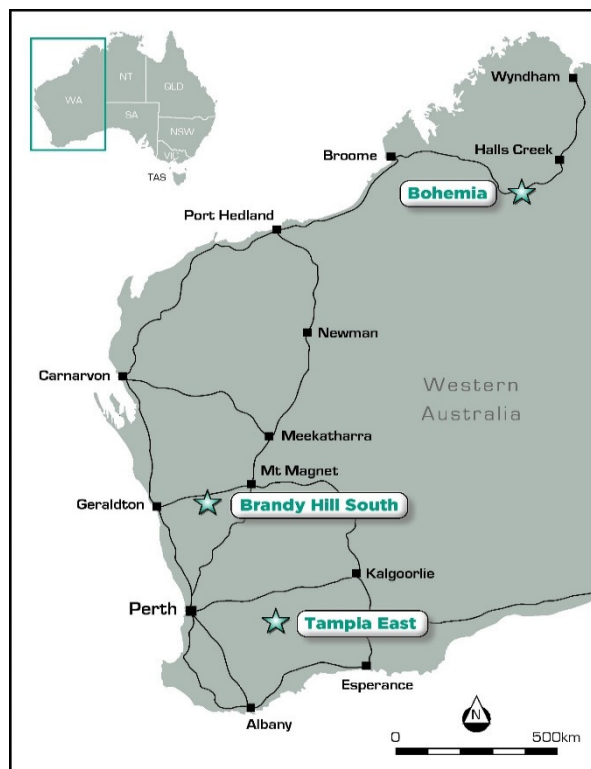 NT
QLD
WA
SA
NSW
VIC
TAS
Wyndham
Broome
Halls Creek
Bohemia
Port Hedland
Newman
Carnarvon
Western
Australia
Meekatharra
Mt Magnet
Geraldton
Brandy Hill South
Kalgoorlie
Perth
Tampia East
Esperance
Albany
N
0
500km